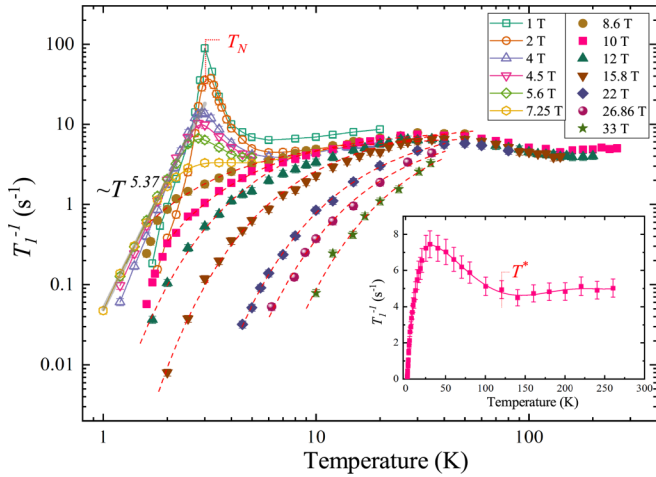 T_N
1 T
2 T
4 T
4.5 T
5.6 T
7.25 T
8.6 T
10 T
12 T
15.8 T
22 T
26.86 T
33 T
~T^5.37
100
10
1
0.1
0.01
T_1^-1 (s^-1)
1
10
100
Temperature (K)
T*
8
6
4
2
0
T_1^-1 (s^-1)
0
50
100
150
200
250
300
Temperature (K)